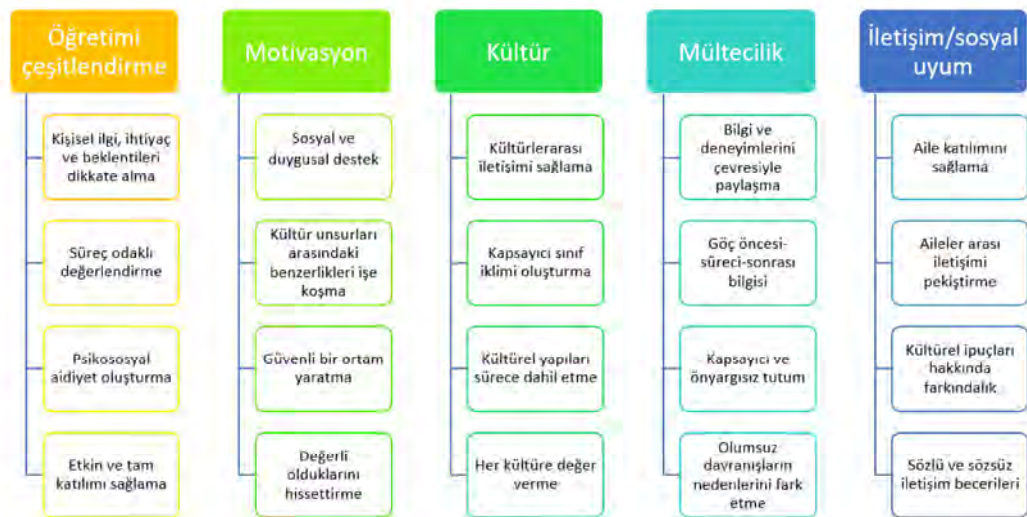 Öğretimi
çeşitlendirme
Kişisel ilgi, ihtiyaç
ve beklentileri
dikkate alma
Süreç odaklı
değerlendirme
Psikososyal
aidiyet oluşturma
Etkin ve tam
katılımı sağlama
Motivasyon
Sosyal ve
duygusal destek
Kültür unsurları
arasındaki
benzerlikleri işe
koşma
Güvenli bir ortam
yaratma
Değerli
olduklarını
hissettirme
Kültür
Kültürlerarası
iletişimi sağlama
Kapsayıcı sınıf
iklimi oluşturma
Kültürel yapıları
sürece dahil etme
Her kültüre değer
verme
Mültecilik
Bilgi ve
deneyimlerini
çevresiyle
paylaşma
Göç öncesi-
süreci-sonrası
bilgisi
Kapsayıcı ve
önyargısız tutum
Olumsuz
davranışların
nedenlerini fark
etme
İletişim/sosyal
uyum
Aile katılımını
sağlama
Aileler arası
iletişimi
pekiştirme
Kültürel ipuçları
hakkında
farkındalık
Sözlü ve sözsüz
iletişim becerileri